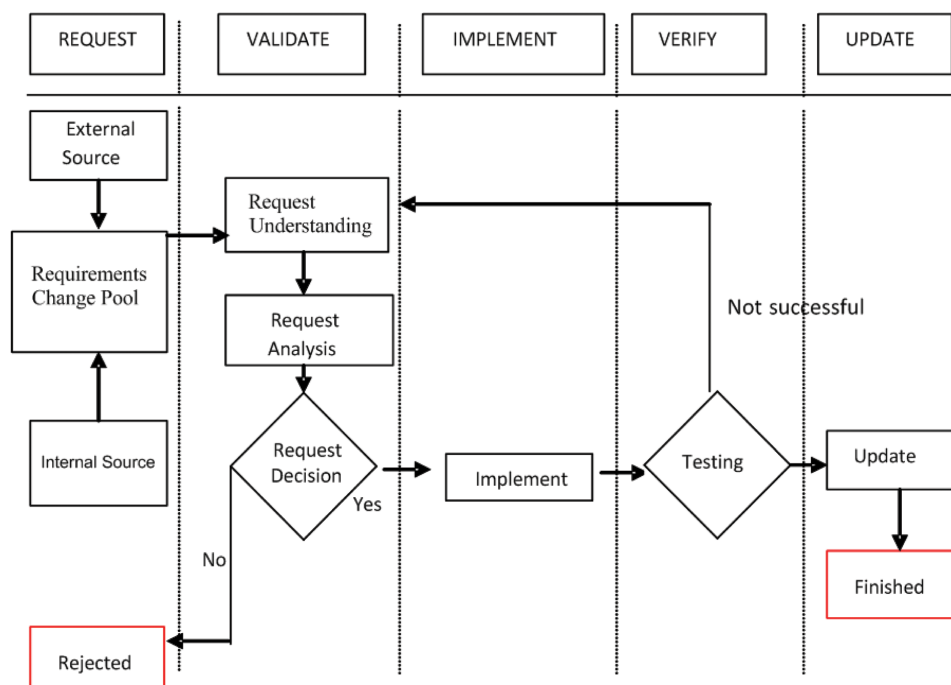 REQUEST
VALIDATE
IMPLEMENT
VERIFY
UPDATE
External
Source
Request
Understanding
Requirements
Change Pool
Not successful
Request
Analysis
Internal Source
Request
Decision
Yes
Implement
Testing
Update
No
Finished
Rejected